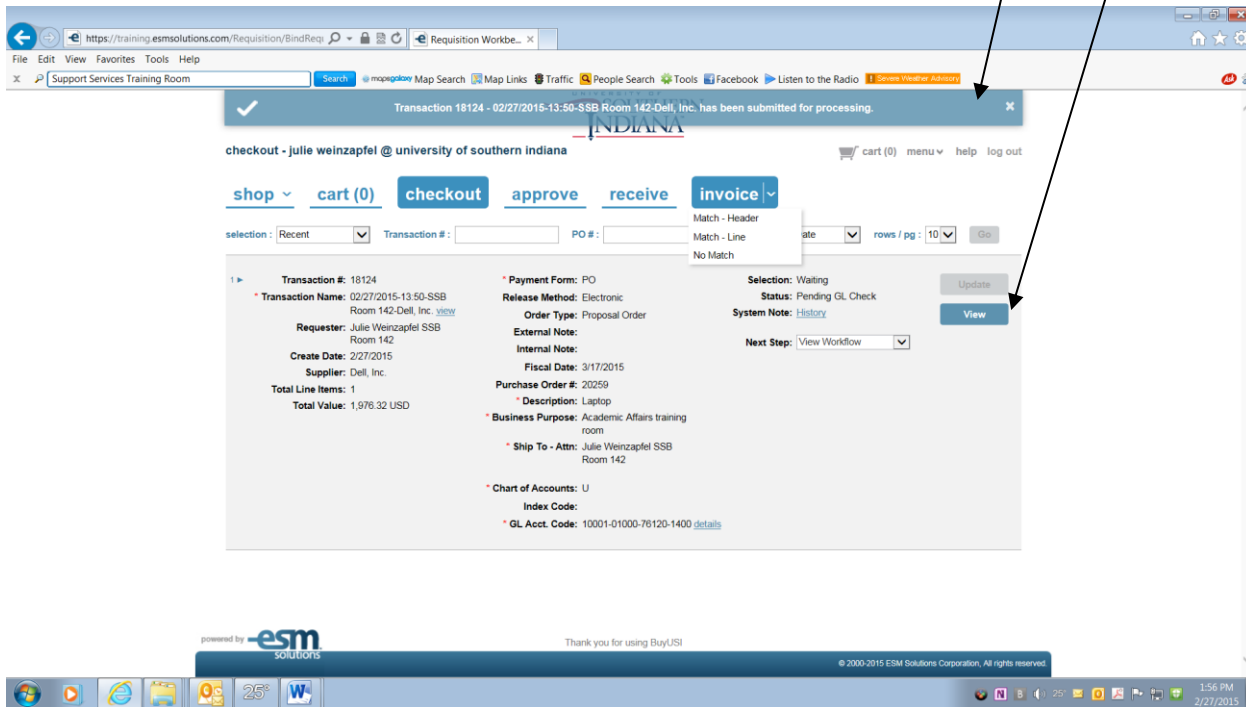 https://training.esmsolutions.com/Requisition/BindReqι
Requisition Workbe...
File Edit View Favorites Tools Help
X Support Services Training Room Search mapsgalaxy Map Search Map Links Traffic People Search Tools Facebook Listen to the Radio Severe Weather Advisory Ask
UNIVERSITY OF
SOUTHERN
INDIANA
Transaction 18124 - 02/27/2015-13:50-SSB Room 142-Dell, Inc. has been submitted for processing. ×
checkout - julie weinzapfel @ university of southern indiana cart (0) menu help log out
shop cart (0) checkout approve receive invoice
Match - Header
Match - Line
No Match
selection : Recent Transaction # : PO # : ate rows / pg : 10 Go
1 Transaction #: 18124
* Transaction Name: 02/27/2015-13:50-SSB
Room 142-Dell, Inc. view
Requester: Julie Weinzapfel SSB
Room 142
Create Date: 2/27/2015
Supplier: Dell, Inc.
Total Line Items: 1
Total Value: 1,976.32 USD
* Payment Form: PO
Release Method: Electronic
Order Type: Proposal Order
External Note:
Internal Note:
Fiscal Date: 3/17/2015
Purchase Order #: 20259
* Description: Laptop
* Business Purpose: Academic Affairs training
room
* Ship To - Attn: Julie Weinzapfel SSB
Room 142
* Chart of Accounts: U
Index Code:
* GL Acct. Code: 10001-01000-76120-1400 details
Selection: Waiting
Status: Pending GL Check
System Note: History
Next Step: View Workflow
Update
View
powered by esm solutions
Thank you for using BuyUSI
© 2000-2015 ESM Solutions Corporation, All rights reserved.
25°
25°
1:56 PM
2/27/2015